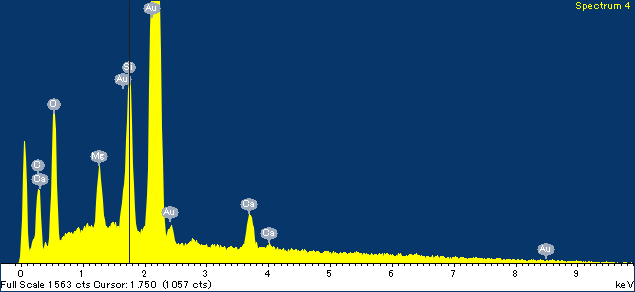 Spectrum 4
Au
Si
Au
O
Mg
C
Ca
Au
Ca
Ca
Au
0 1 2 3 4 5 6 7 8 9
Full Scale 1563 cts Cursor: 1.750 (1057 cts) keV